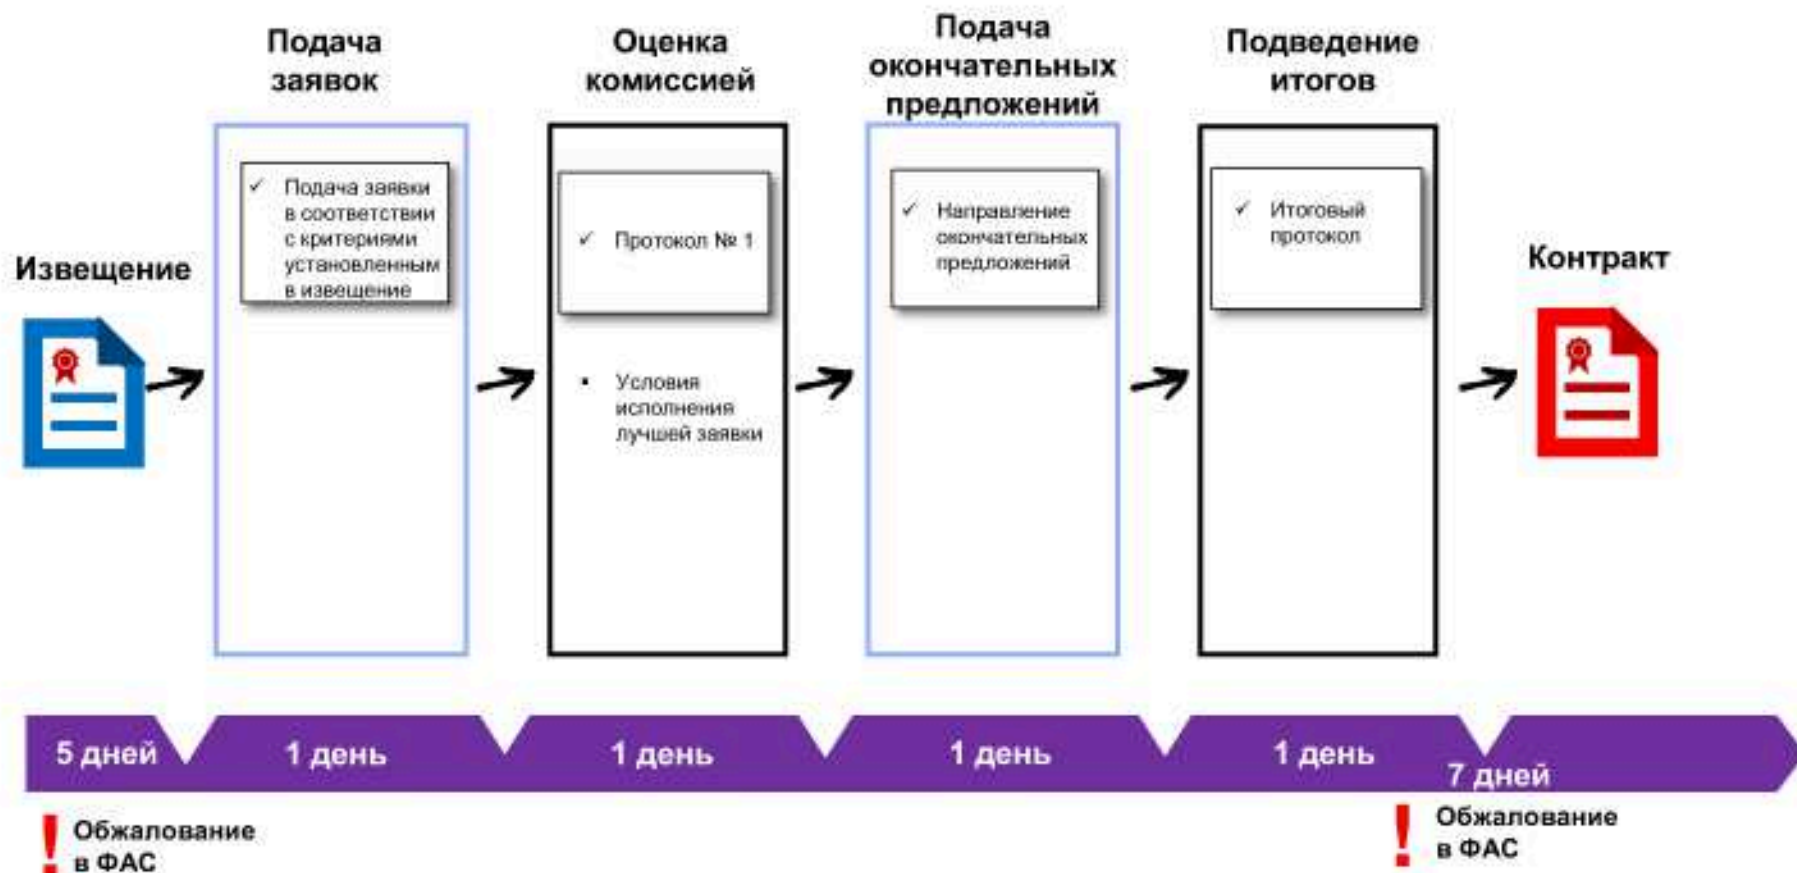 Подача
заявок
Оценка
комиссией
Подача
окончательных
предложений
Подведение
итогов
Извещение
✓ Подача заявки
в соответствии
с критериями
установленным
в извещение
✓ Протокол № 1
▪ Условия
исполнения
лучшей заявки
✓ Направление
окончательных
предложений
✓ Итоговый
протокол
Контракт
5 дней
1 день
1 день
1 день
1 день
7 дней
! Обжалование
в ФАС
! Обжалование
в ФАС